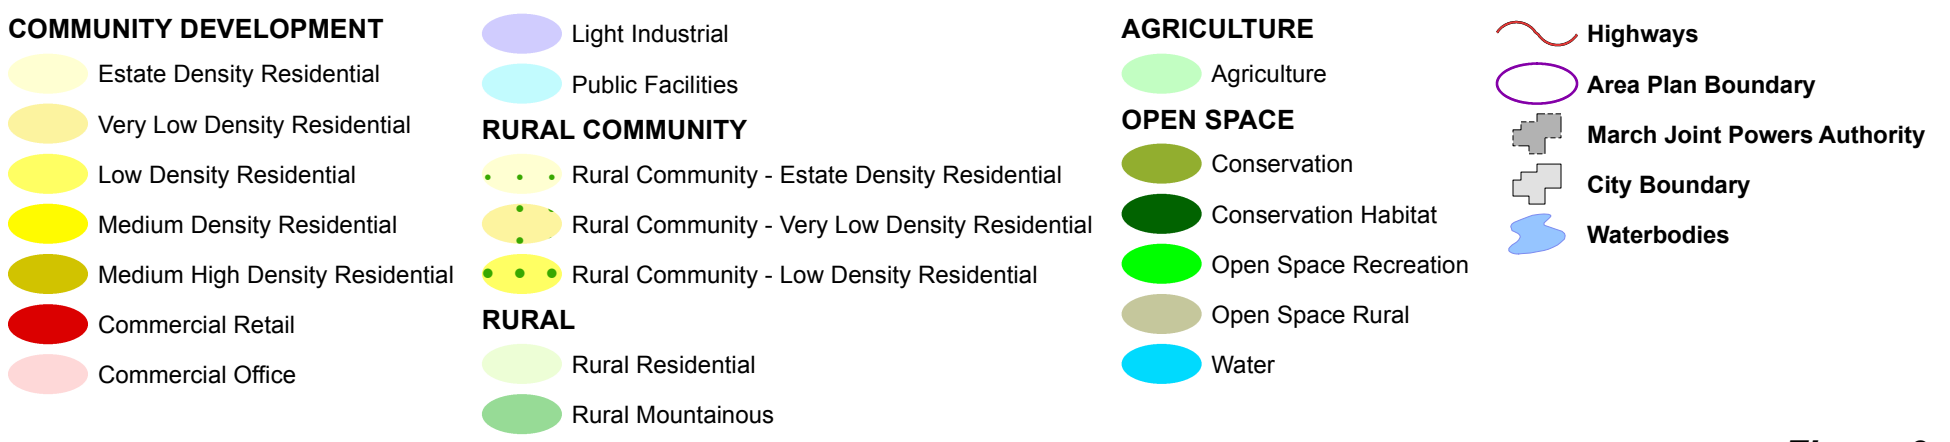 COMMUNITY DEVELOPMENT
Estate Density Residential
Very Low Density Residential
Low Density Residential
Medium Density Residential
Medium High Density Residential
Commercial Retail
Commercial Office
Light Industrial
Public Facilities
RURAL COMMUNITY
Rural Community - Estate Density Residential
Rural Community - Very Low Density Residential
Rural Community - Low Density Residential
RURAL
Rural Residential
Rural Mountainous
AGRICULTURE
Agriculture
OPEN SPACE
Conservation
Conservation Habitat
Open Space Recreation
Open Space Rural
Water
Highways
Area Plan Boundary
March Joint Powers Authority
City Boundary
Waterbodies